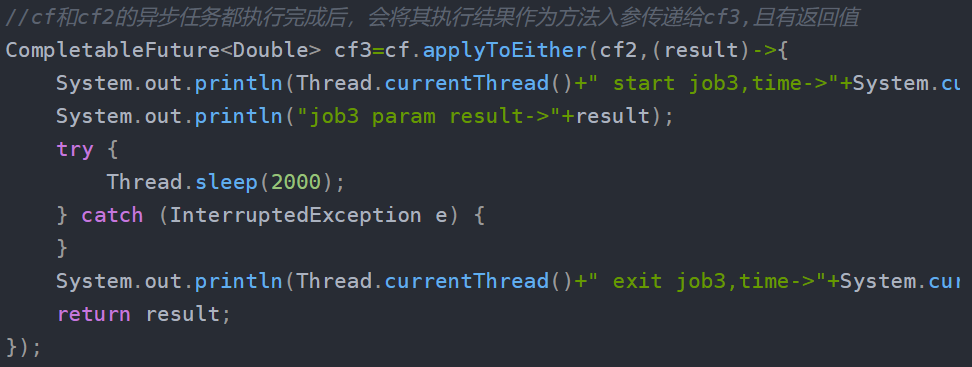 //cf和cf2的异步任务都执行完成后，会将其执行结果作为方法入参传递给cf3,且有返回值
CompletableFuture<Double> cf3=cf.applyToEither(cf2,(result)->{
    System.out.println(Thread.currentThread()+" start job3,time->"+System.cu
    System.out.println("job3 param result->"+result);
    try {
        Thread.sleep(2000);
    } catch (InterruptedException e) {
    }
    System.out.println(Thread.currentThread()+" exit job3,time->"+System.cur
    return result;
});